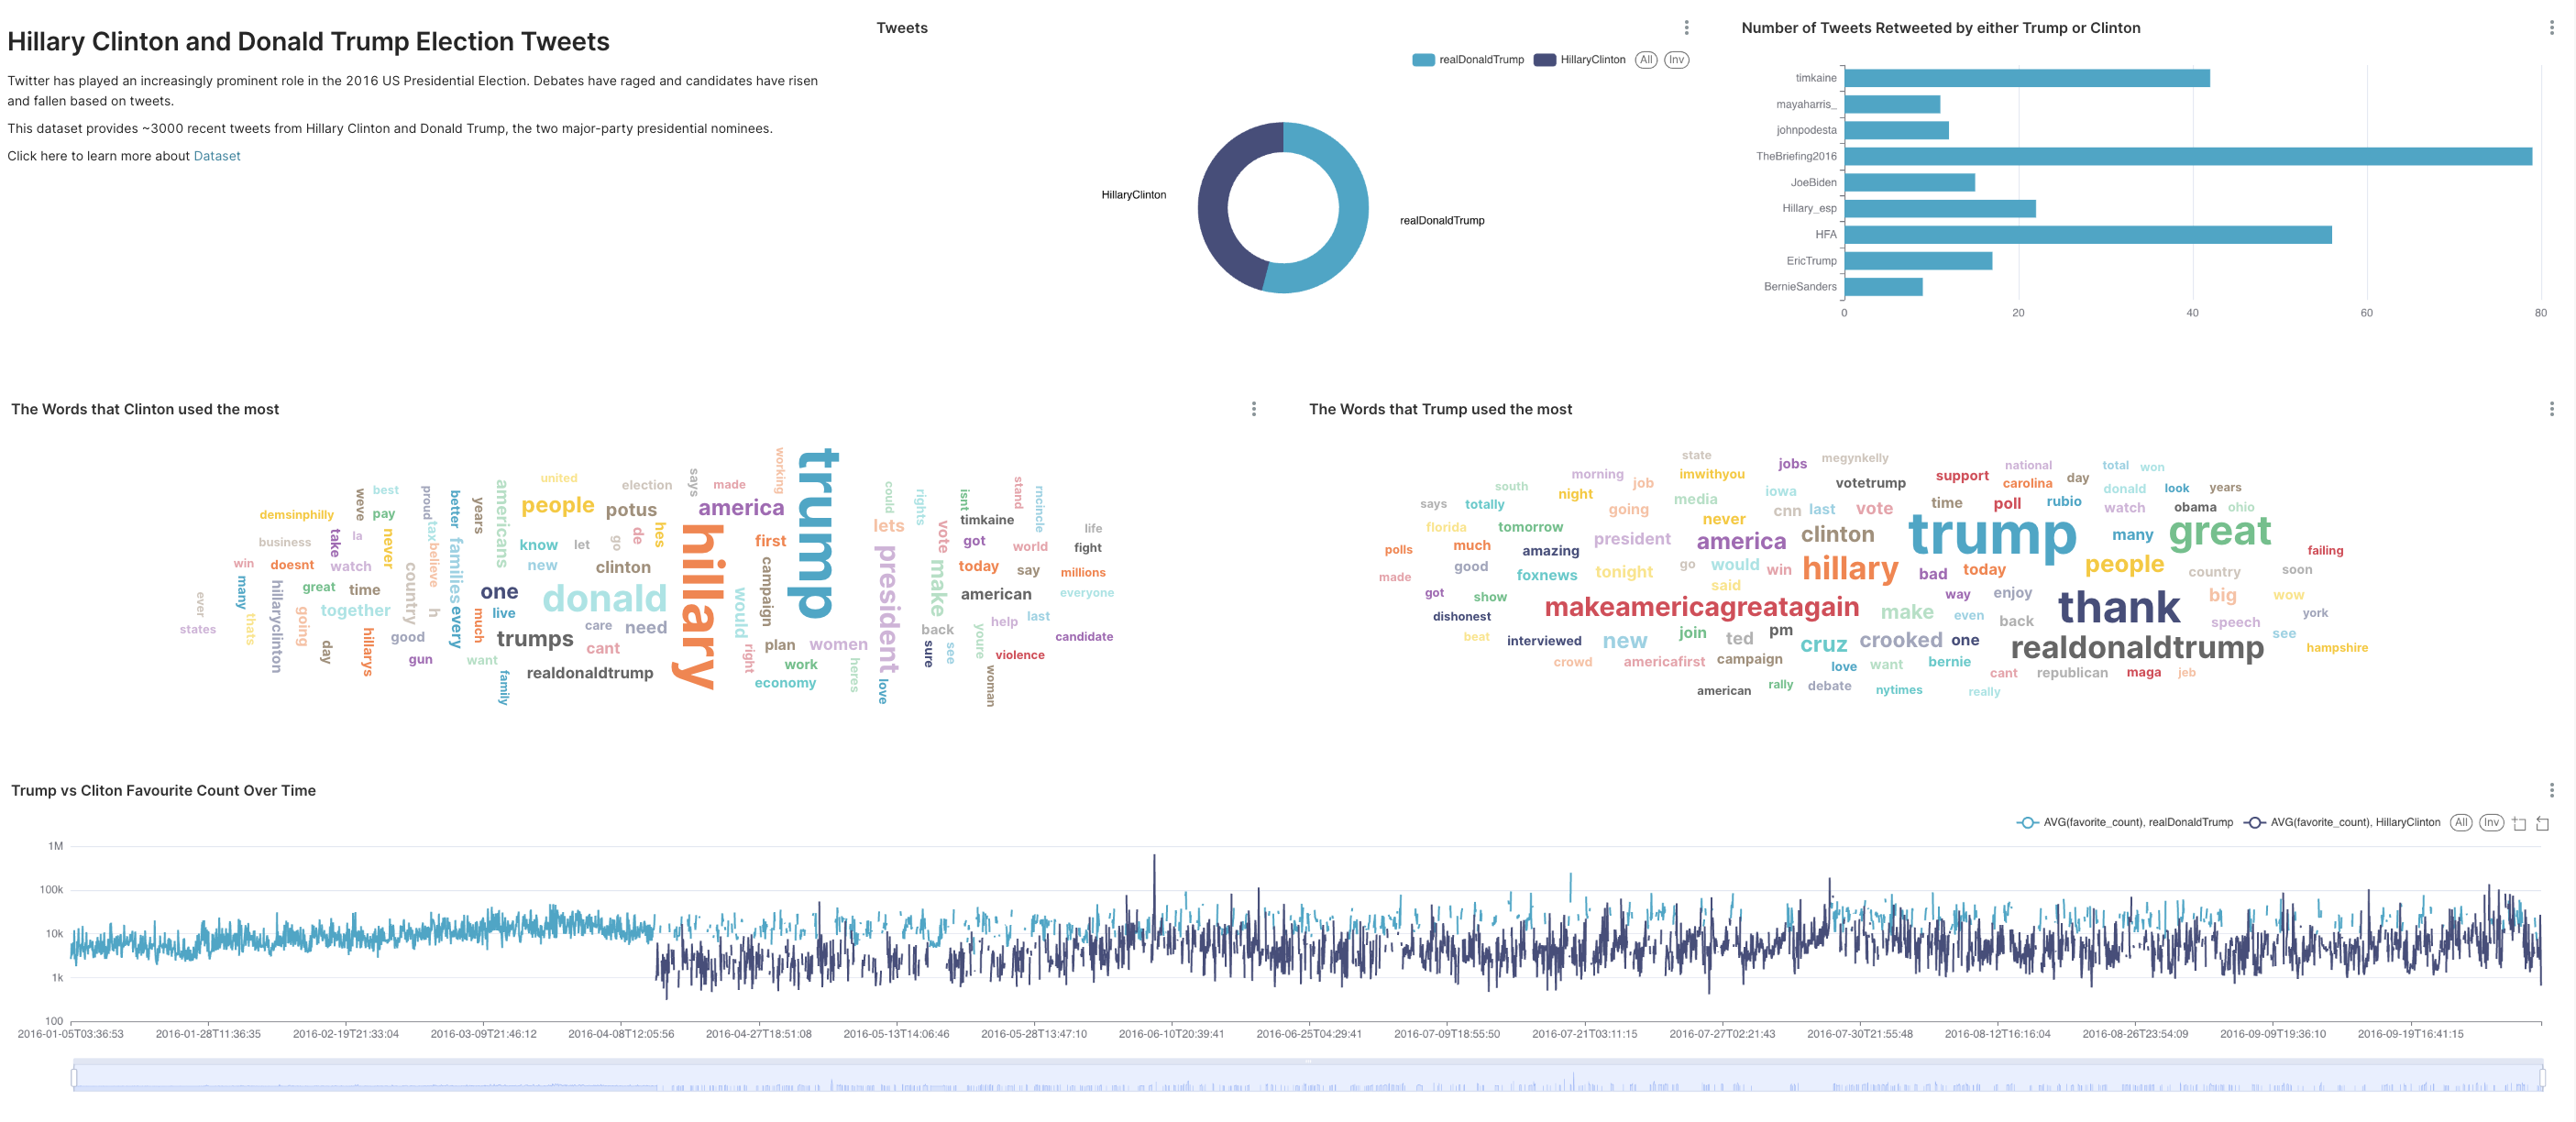 Hillary Clinton and Donald Trump Election Tweets
Twitter has played an increasingly prominent role in the 2016 US Presidential Election. Debates have raged and candidates have risen
and fallen based on tweets.
This dataset provides ~3000 recent tweets from Hillary Clinton and Donald Trump, the two major-party presidential nominees.
Click here to learn more about Dataset
Tweets
realDonaldTrump HillaryClinton All Inv
HillaryClinton
realDonaldTrump
Number of Tweets Retweeted by either Trump or Clinton
timkaine
mayaharris_
johnpodesta
TheBriefing2016
JoeBiden
Hillary_esp
HFA
EricTrump
BernieSanders
0 20 40 60 80
The Words that Clinton used the most
working
trump
united
says
made
election
stand
best
proud
americans
could
rights
isnt
rncincle
weve
better
years
people
potus
america
demsinphilly
pay
tax
lets
vote
timkaine
life
take
la
never
believe
families
know
let
go
de
hes
first
got
world
fight
business
hillary
president
win
doesnt
watch
country
new
clinton
campaign
make
today
say
millions
many
hillaryclinton
great
time
one
donald
would
american
everyone
ever
thats
going
together
h
every
much
live
care
need
help
last
states
day
hillarys
good
trumps
cant
plan
women
back
youre
candidate
gun
want
right
work
sure
see
violence
family
realdonaldtrump
economy
heres
love
woman
The Words that Trump used the most
state
megynkelly
jobs
national
total
won
morning
imwithyou
support
day
south
job
votetrump
carolina
donald
look
years
night
iowa
says
totally
media
time
poll
rubio
watch
obama
ohio
going
cnn
last
vote
florida
tomorrow
never
trump
great
president
america
clinton
many
polls
much
amazing
failing
good
foxnews
tonight
go
would
win
hillary
bad
today
people
country
soon
made
said
got
show
way
enjoy
big
wow
makeamericagreatagain
make
even
back
thank
york
dishonest
speech
beat
interviewed
new
join
ted
pm
cruz
crooked
one
realdonaldtrump
see
hampshire
crowd
americafirst
campaign
love
want
bernie
cant
republican
maga
jeb
american
rally
debate
nytimes
really
Trump vs Cliton Favourite Count Over Time
AVG(favorite_count), realDonaldTrump AVG(favorite_count), HillaryClinton All Inv
1M
100k
10k
1k
100
2016-01-05T03:36:53 2016-01-28T11:36:35 2016-02-19T21:33:04 2016-03-09T21:46:12 2016-04-08T12:05:56 2016-04-27T18:51:08 2016-05-13T14:06:46 2016-05-28T13:47:10 2016-06-10T20:39:41 2016-06-25T04:29:41 2016-07-09T18:55:50 2016-07-21T03:11:15 2016-07-27T02:21:43 2016-07-30T21:55:48 2016-08-12T16:16:04 2016-08-26T23:54:09 2016-09-09T19:36:10 2016-09-19T16:41:15